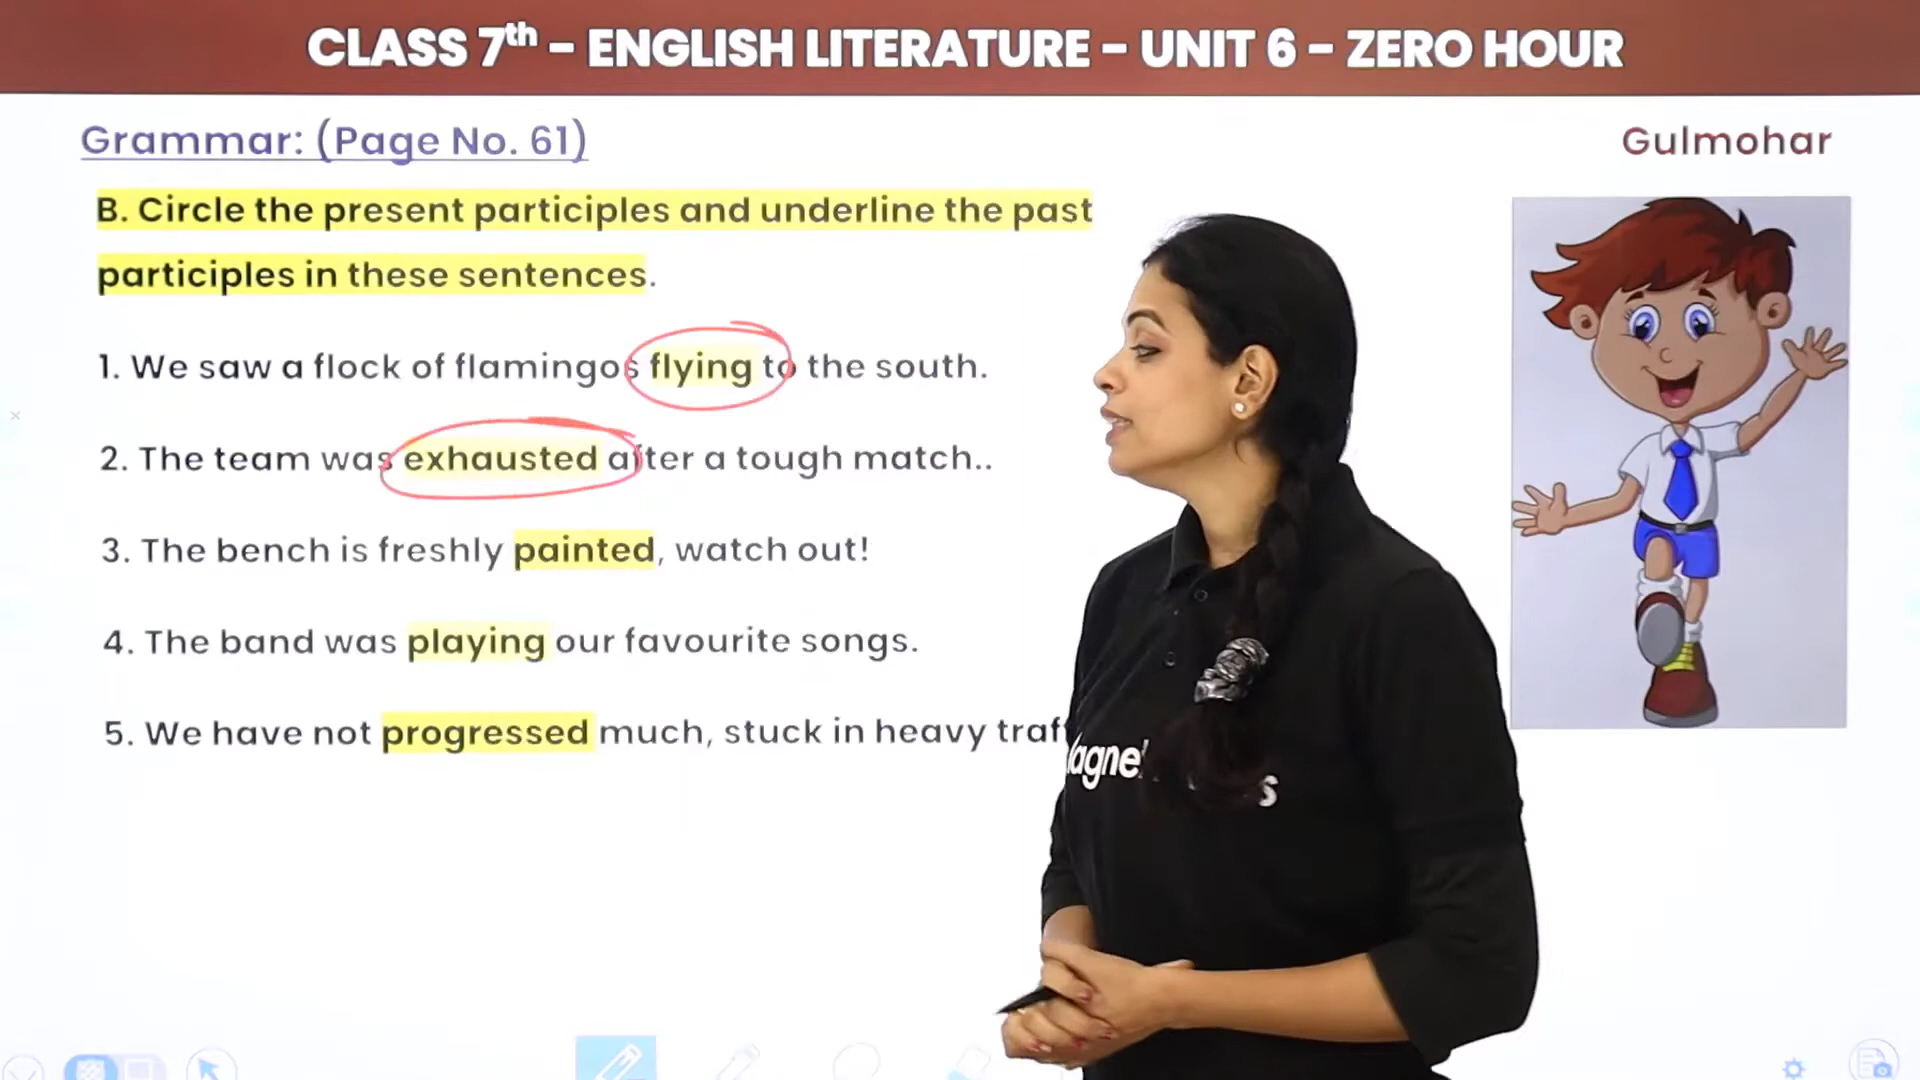 CLASS 7th – ENGLISH LITERATURE – UNIT 6 – ZERO HOUR
Grammar: (Page No. 61)
Gulmohar
B. Circle the present participles and underline the past
participles in these sentences.
1. We saw a flock of flamingos flying to the south.
2. The team was exhausted after a tough match..
3. The bench is freshly painted, watch out!
4. The band was playing our favourite songs.
5. We have not progressed much, stuck in heavy